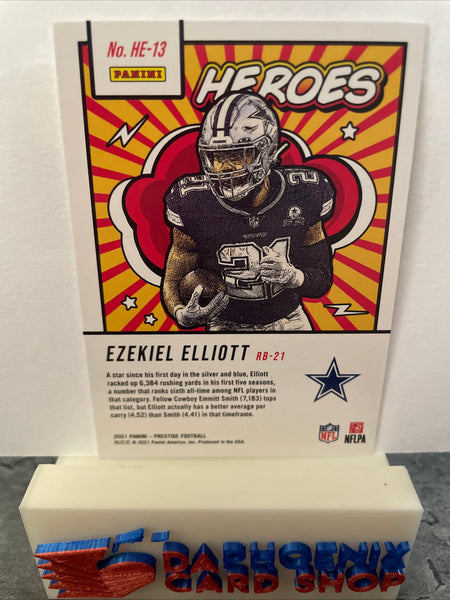 No. HE-13
PANINI
HEROES
21
21
EZEKIEL ELLIOTT RB-21
A star since his first day in the silver and blue, Elliott
racked up 6,384 rushing yards in his first five seasons,
a number that ranks sixth all-time among NFL players
in that category. Fellow Cowboy Emmitt Smith (7,183) tops
that list, but Elliott actually has a better average per
carry (4.52) than Smith (4.41) in that timeframe.
2021 PANINI – PRESTIGE FOOTBALL
© 2021 Panini America, Inc. Produced in the USA.
NFL NFLPA
DAPHOENIX
CARD SHOP